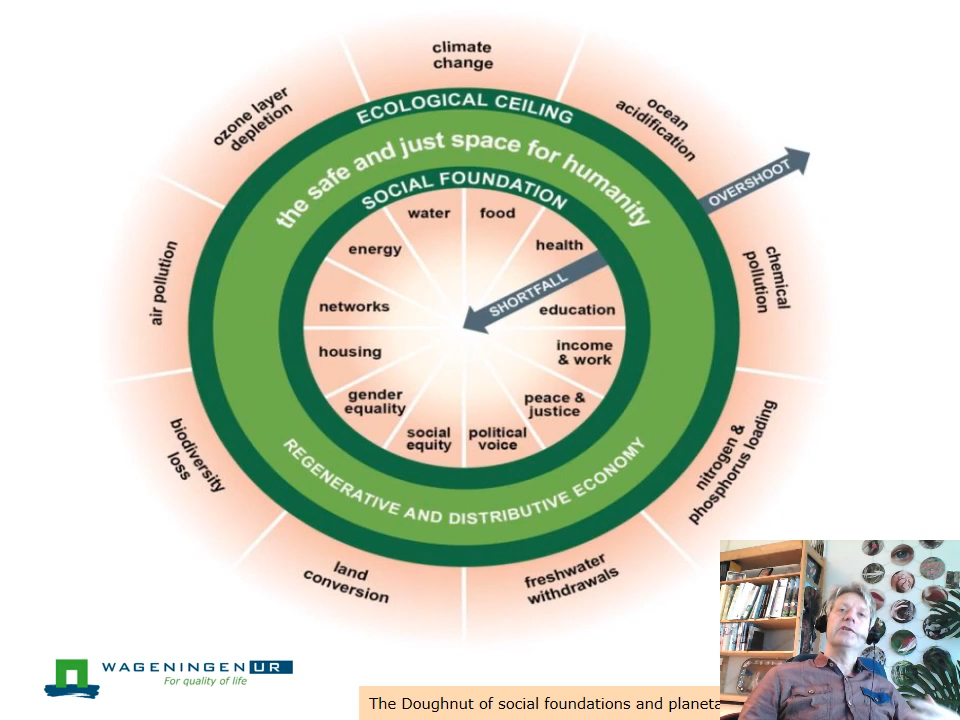 climate
change
ozone layer
depletion
ocean
acidification
ECOLOGICAL CEILING
the safe and just space for humanity
SOCIAL FOUNDATION
OVERSHOOT
water
food
energy
health
air pollution
chemical
pollution
SHORTFALL
networks
education
housing
income
& work
gender
equality
peace &
justice
social
equity
political
voice
biodiversity
loss
nitrogen &
phosphorus loading
REGENERATIVE AND DISTRIBUTIVE ECONOMY
land
conversion
freshwater
withdrawals
WAGENINGEN UR
For quality of life
The Doughnut of social foundations and planeta